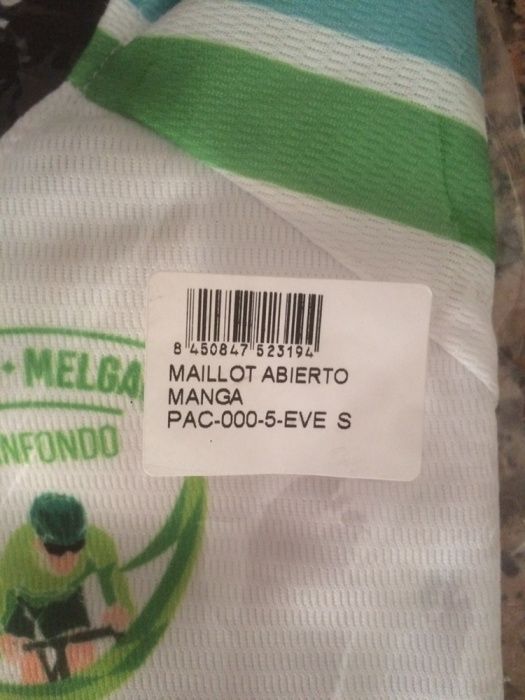 8 450847 523194
MAILLOT ABIERTO
MANGA
PAC-000-5-EVE S